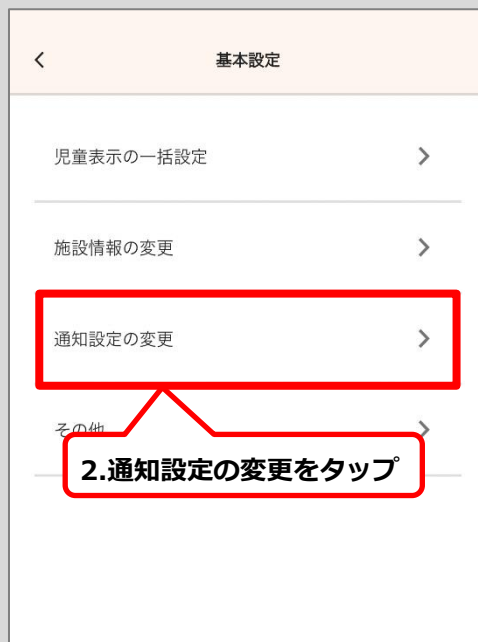 基本設定
児童表示の一括設定
施設情報の変更
通知設定の変更
その他
2.通知設定の変更をタップ